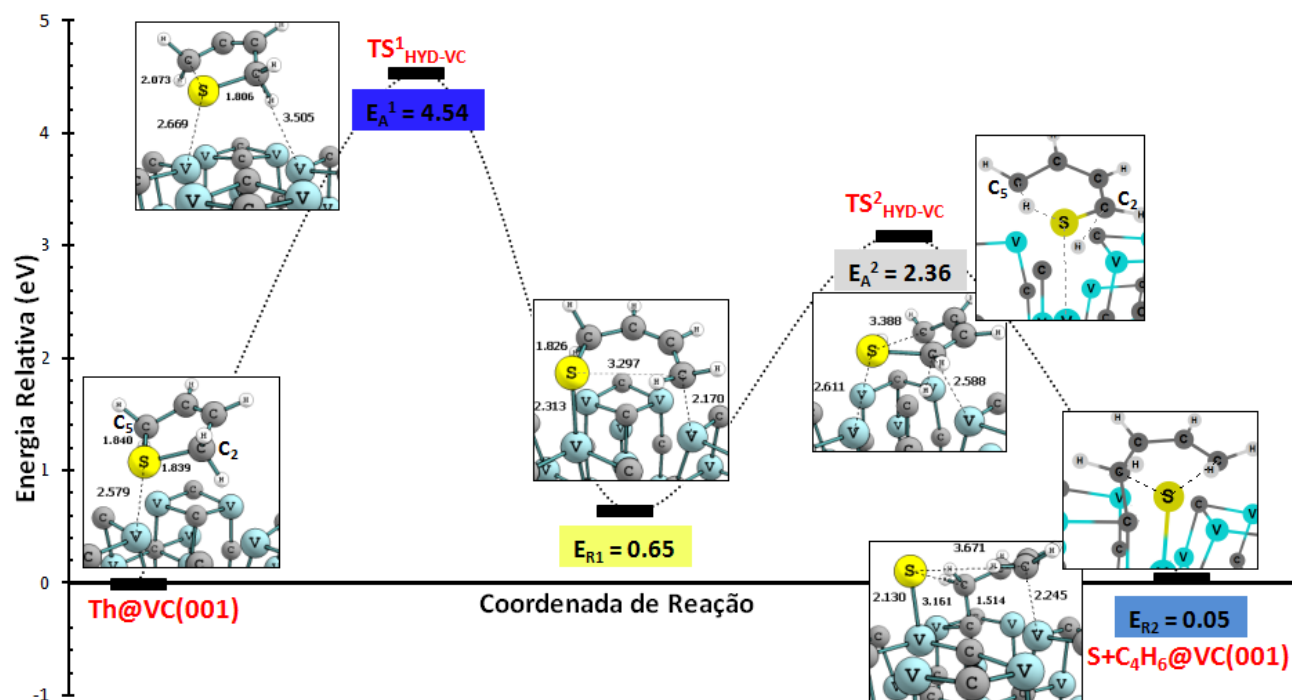 5
4
3
2
1
0
-1
Energia Relativa (eV)
Coordenada de Reação
H
H
C
C
C
H
2.073
H
S
1.806
C
H
H
2.669
3.505
C
V
V
C
C
V
V
C
V
C
C
V
TS¹HYD-VC
EA¹ = 4.54
H
H
C5
C
C
C
H
1.840
H
S
C
C2
1.839
H
2.579
C
V
C
C
V
V
V
Th@VC(001)
H
H
H
C
C
C
H
1.826
S
3.297
C
H
H
2.313
C
V
V
2.170
C
V
V
C
V
C
ER1 = 0.65
TS²HYD-VC
EA² = 2.36
H
3.388
H
C
C
H
S
C
H
H
2.611
2.588
V
C
V
C
V
C
V
V
H
C
H
C5
C
C
H
H
C
C2
S
H
H
C
V
V
C
V
C
V
V
C
C
H
H
C
C
C
H
H
C
H
H
C
S
V
C
V
C
C
V
C
V
V
C
3.671
H
H
H
S
H
C
C
2.130
3.161
1.514
2.245
C
C
V
V
V
C
V
V
C
V
ER2 = 0.05
S+C4H6@VC(001)